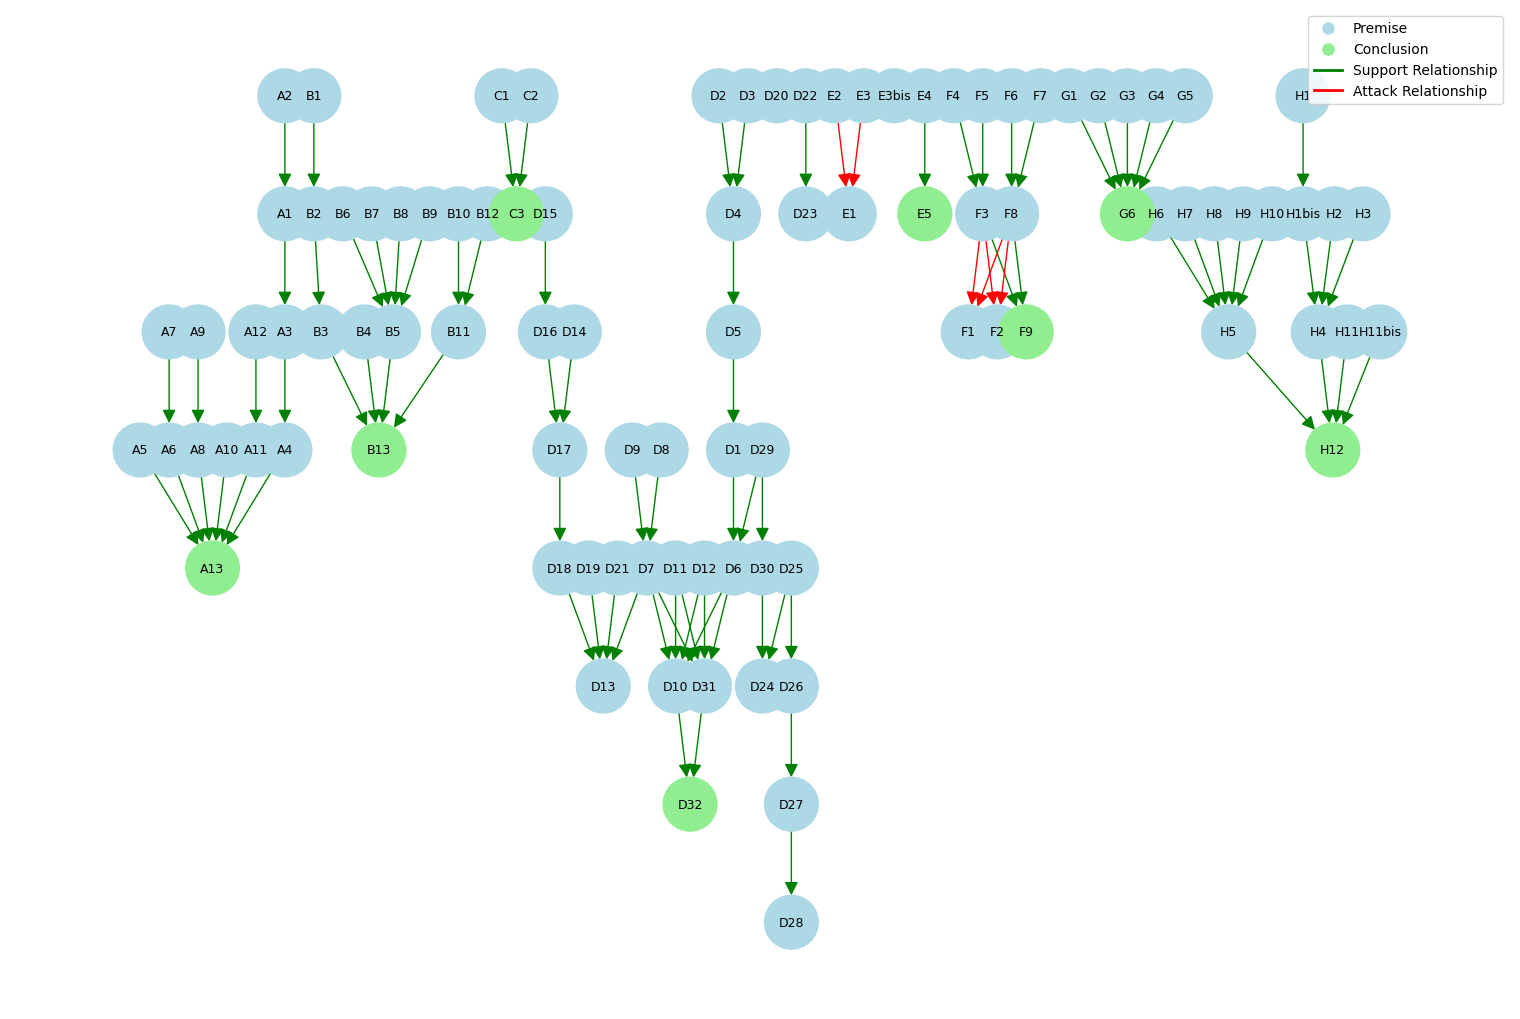 Premise
Conclusion
Support Relationship
Attack Relationship
A2 B1 C1 C2 D2 D3 D20 D22 E2 E3 E3bis E4 F4 F5 F6 F7 G1 G2 G3 G4 G5
A1 B2 B6 B7 B8 B9 B10 B12 C3 D15 D4 D23 E1 E5 F3 F8 G6 H6 H7 H8 H9 H10 H1bis H2 H3
A7 A9 A12 A3 B3 B4 B5 B11 D16 D14 D5 F1 F2 F9 H5 H4 H11 H11bis
A5 A6 A8 A10 A11 A4 B13 D17 D9 D8 D1 D29 H12
A13 D18 D19 D21 D7 D11 D12 D6 D30 D25
D13 D10 D31 D24 D26
D32 D27
D28